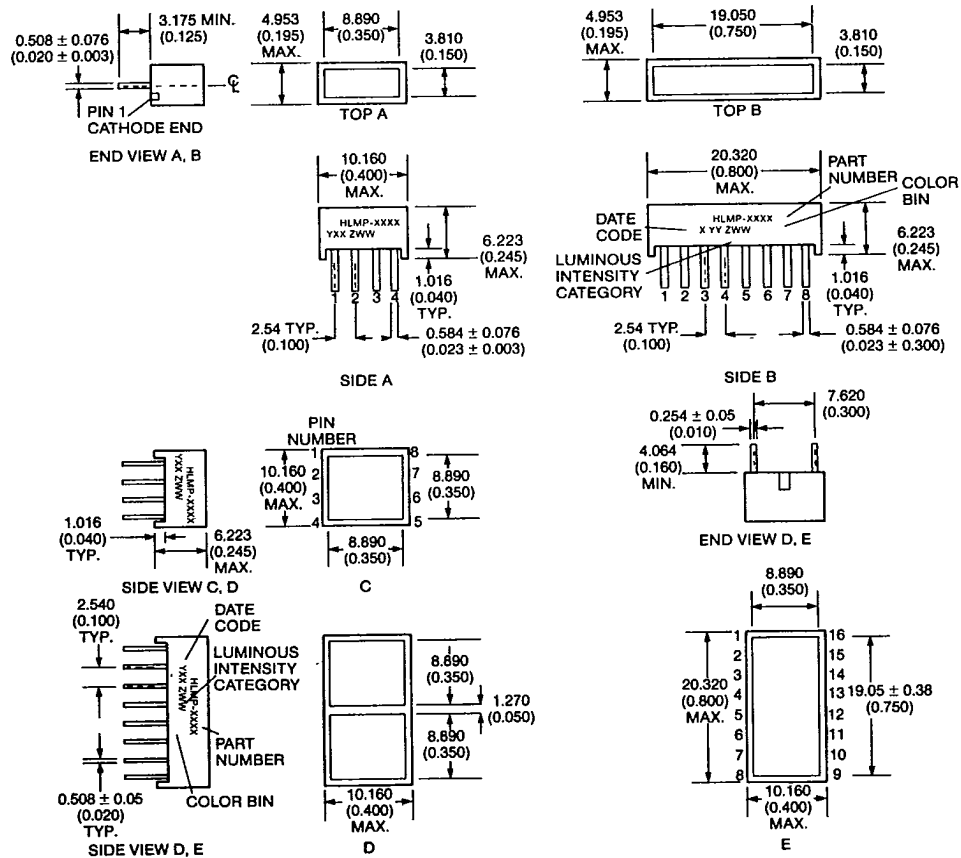 3.175 MIN.
(0.125)
0.508 ± 0.076
(0.020 ± 0.003)
℄
PIN 1
CATHODE END
END VIEW A, B
4.953
(0.195)
MAX.
8.890
(0.350)
3.810
(0.150)
TOP A
4.953
(0.195)
MAX.
19.050
(0.750)
3.810
(0.150)
TOP B
10.160
(0.400)
MAX.
HLMP-XXXX
YXX ZWW
6.223
(0.245)
MAX.
1.016
(0.040)
TYP.
1 2 3 4
2.54 TYP.
(0.100)
0.584 ± 0.076
(0.023 ± 0.003)
SIDE A
20.320
(0.800)
MAX.
PART
NUMBER
COLOR
BIN
DATE
CODE
HLMP-XXXX
X YY ZWW
LUMINOUS
INTENSITY
CATEGORY
6.223
(0.245)
MAX.
1.016
(0.040)
TYP.
1 2 3 4 5 6 7 8
2.54 TYP.
(0.100)
0.584 ± 0.076
(0.023 ± 0.300)
SIDE B
HLMP-XXXX
YXX ZWW
1.016
(0.040)
TYP.
6.223
(0.245)
MAX.
SIDE VIEW C, D
PIN
NUMBER
1 8
2 7
3 6
4 5
10.160
(0.400)
MAX.
8.890
(0.350)
8.890
(0.350)
C
7.620
(0.300)
0.254 ± 0.05
(0.010)
4.064
(0.160)
MIN.
END VIEW D, E
2.540
(0.100)
TYP.
DATE
CODE
LUMINOUS
INTENSITY
CATEGORY
HLMP-XXXX
YXX ZWW
PART
NUMBER
COLOR BIN
0.508 ± 0.05
(0.020)
TYP.
SIDE VIEW D, E
8.890
(0.350)
1.270
(0.050)
8.890
(0.350)
10.160
(0.400)
MAX.
D
8.890
(0.350)
1 16
2 15
3 14
4 13
5 12
6 11
7 10
8 9
20.320
(0.800)
MAX.
19.05 ± 0.38
(0.750)
10.160
(0.400)
MAX.
E